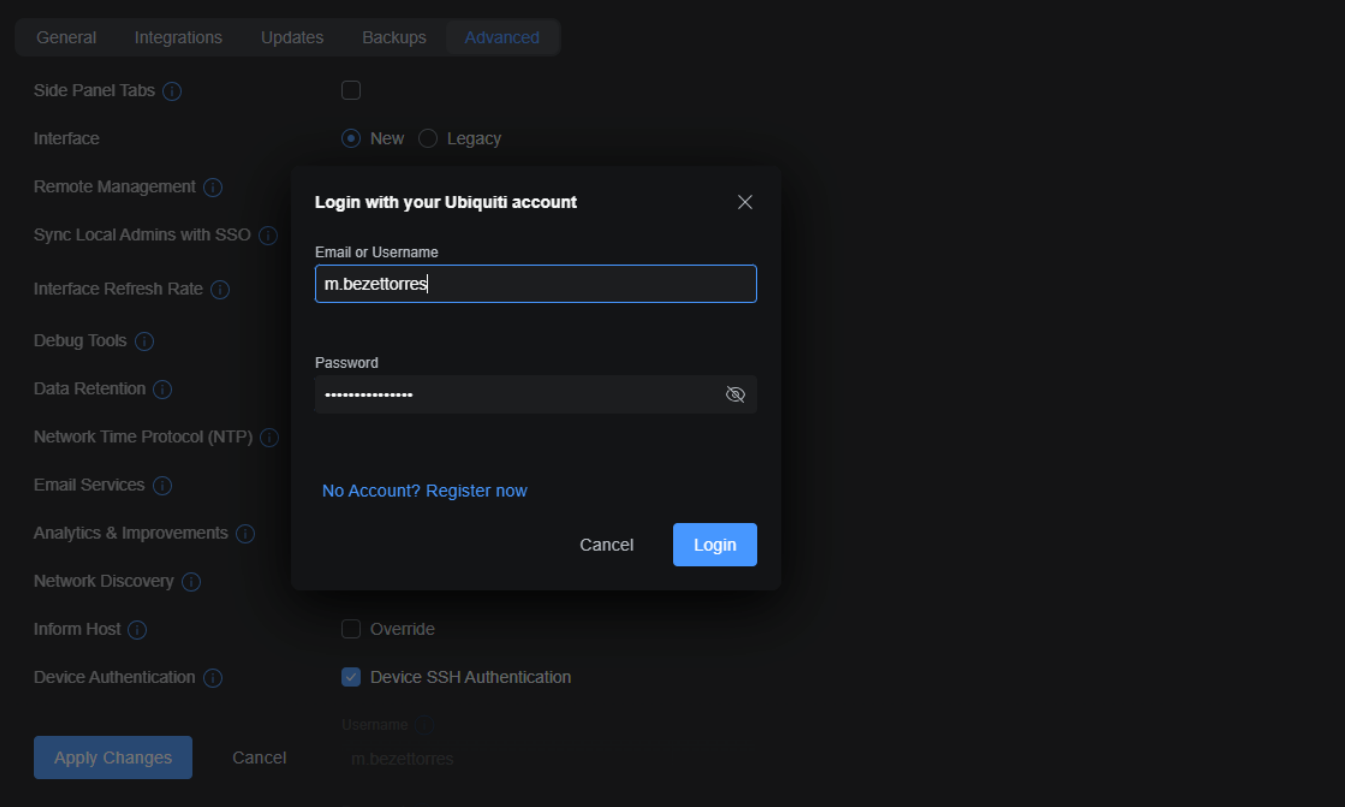 General Integrations Updates Backups Advanced
Side Panel Tabs
Interface New Legacy
Remote Management
Sync Local Admins with SSO
Interface Refresh Rate
Debug Tools
Data Retention
Network Time Protocol (NTP)
Email Services
Analytics & Improvements
Network Discovery
Inform Host Override
Device Authentication Device SSH Authentication
Username
m.bezettorres
Apply Changes Cancel
Login with your Ubiquiti account
Email or Username
m.bezettorres
Password
•••••••••••••••
No Account? Register now
Cancel Login